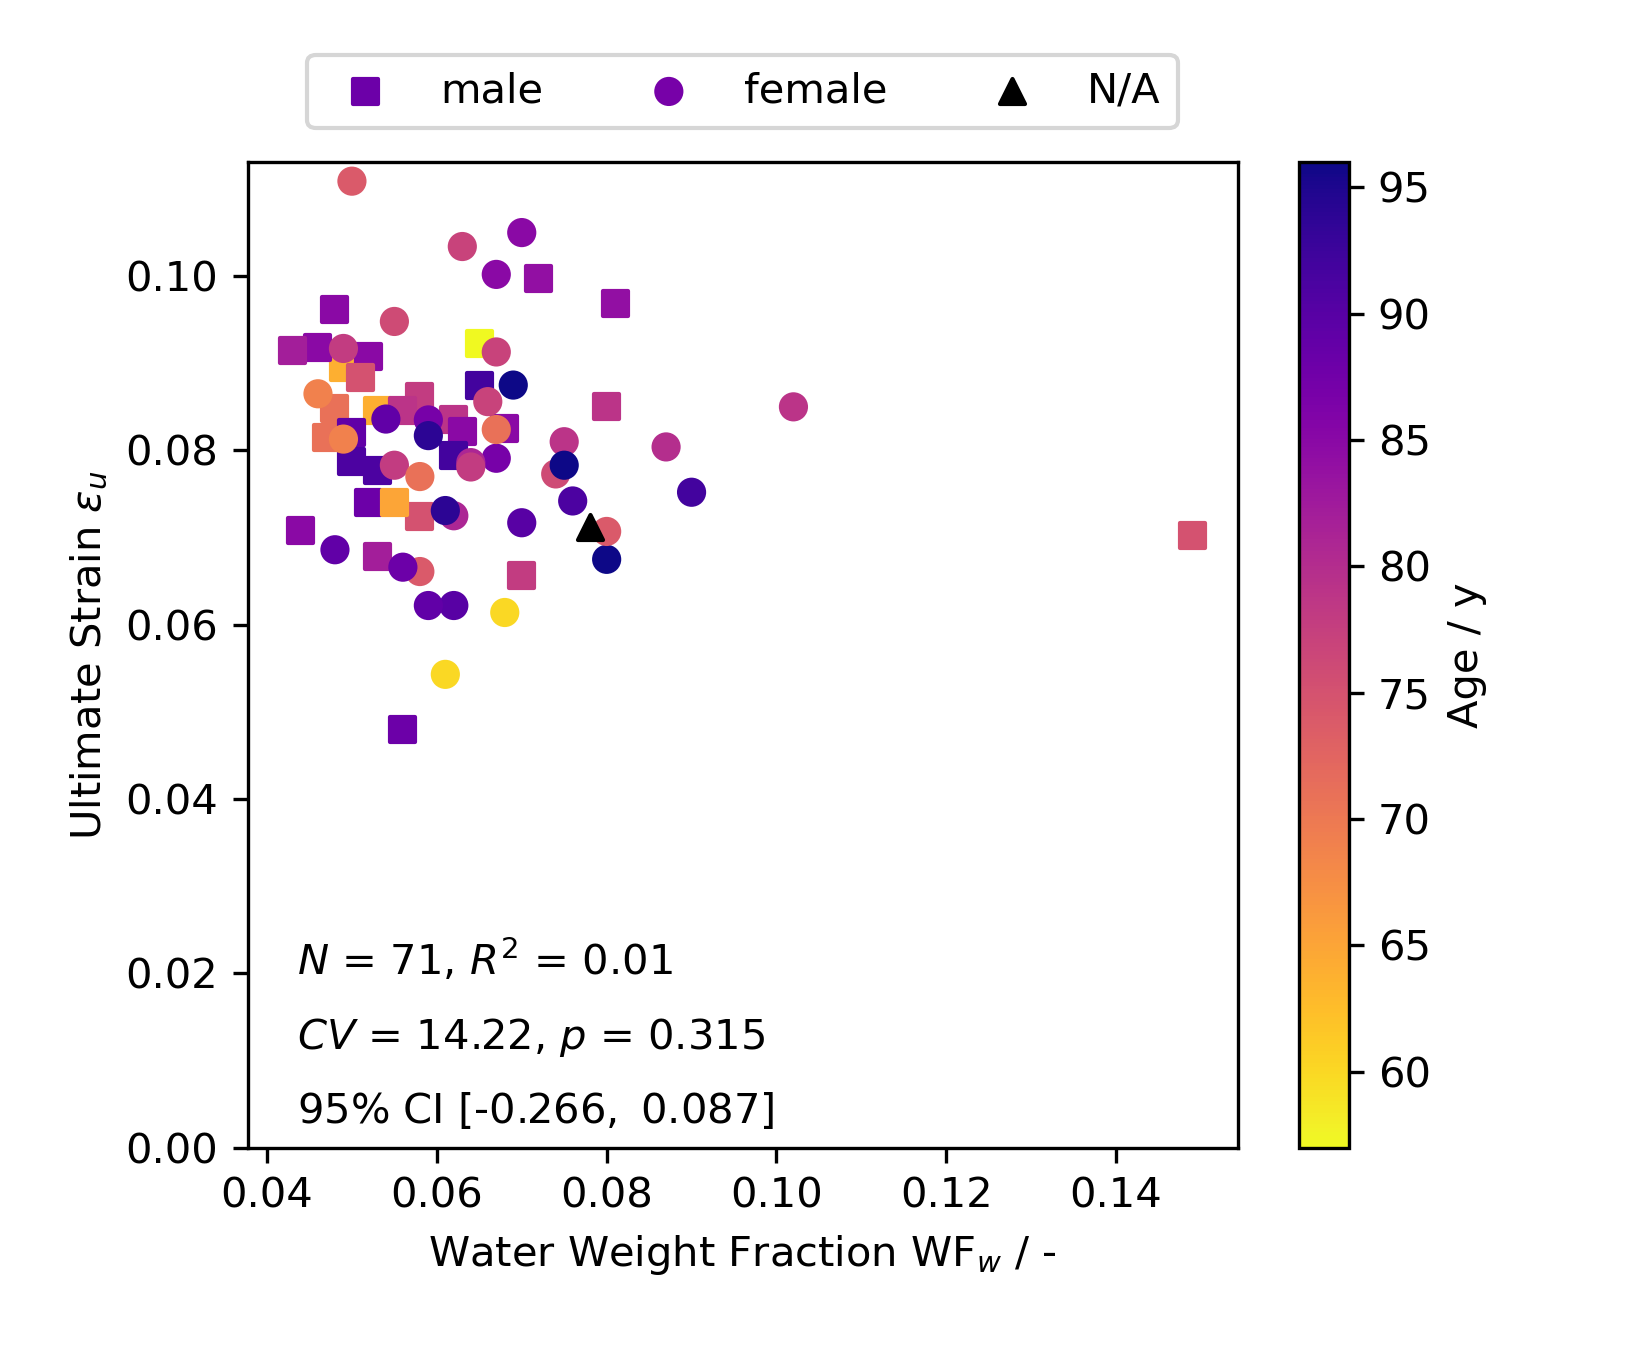 male female N/A
0.10
0.08
0.06
0.04
0.02
0.00
Ultimate Strain εu
N = 71, R² = 0.01
CV = 14.22, p = 0.315
95% CI [-0.266, 0.087]
0.04 0.06 0.08 0.10 0.12 0.14
Water Weight Fraction WFw / -
95
90
85
80
75
70
65
60
Age / y